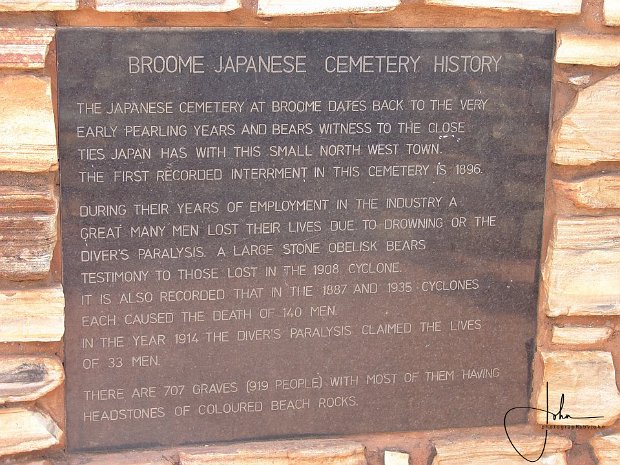 BROOME JAPANESE CEMETERY HISTORY
THE JAPANESE CEMETERY AT BROOME DATES BACK TO THE VERY
EARLY PEARLING YEARS AND BEARS WITNESS TO THE CLOSE
TIES JAPAN HAS WITH THIS SMALL NORTH WEST TOWN.
THE FIRST RECORDED INTERRMENT IN THIS CEMETERY IS 1896.
DURING THEIR YEARS OF EMPLOYMENT IN THE INDUSTRY A
GREAT MANY MEN LOST THEIR LIVES DUE TO DROWNING OR THE
DIVER'S PARALYSIS. A LARGE STONE OBELISK BEARS
TESTIMONY TO THOSE LOST IN THE 1908 CYCLONE.
IT IS ALSO RECORDED THAT IN THE 1887 AND 1935 CYCLONES
EACH CAUSED THE DEATH OF 140 MEN.
IN THE YEAR 1914 THE DIVER'S PARALYSIS CLAIMED THE LIVES
OF 33 MEN.
THERE ARE 707 GRAVES (919 PEOPLE) WITH MOST OF THEM HAVING
HEADSTONES OF COLOURED BEACH ROCKS.
John
photographsbyjohn